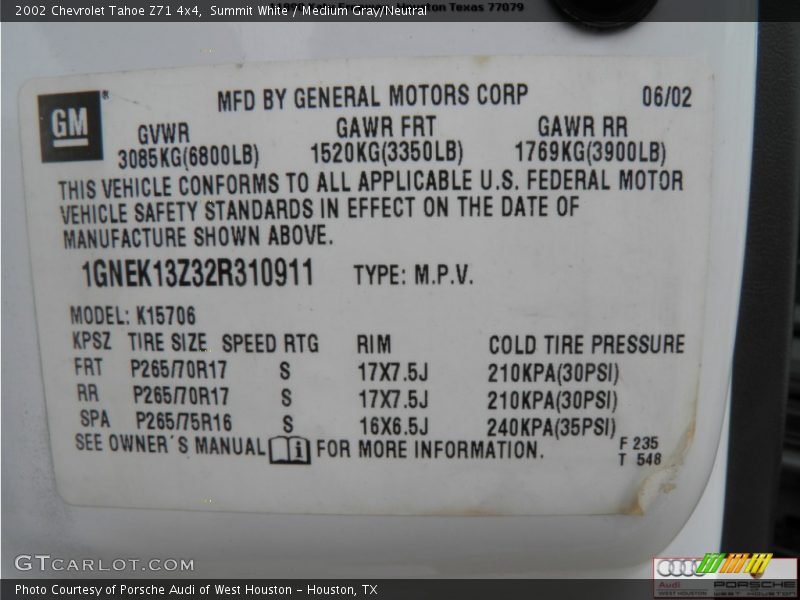 2002 Chevrolet Tahoe Z71 4x4,  Summit White / Medium Gray/Neutral
Houston Texas 77079
GM
MFD BY GENERAL MOTORS CORP 06/02
GVWR GAWR FRT GAWR RR
3085KG(6800LB) 1520KG(3350LB) 1769KG(3900LB)
THIS VEHICLE CONFORMS TO ALL APPLICABLE U.S. FEDERAL MOTOR
VEHICLE SAFETY STANDARDS IN EFFECT ON THE DATE OF
MANUFACTURE SHOWN ABOVE.
1GNEK13Z32R310911 TYPE: M.P.V.
MODEL: K15706
KPSZ TIRE SIZE SPEED RTG RIM COLD TIRE PRESSURE
FRT P265/70R17 S 17X7.5J 210KPA(30PSI)
RR P265/70R17 S 17X7.5J 210KPA(30PSI)
SPA P265/75R16 S 16X6.5J 240KPA(35PSI)
SEE OWNER'S MANUAL i FOR MORE INFORMATION.
F 235
T 548
GTCARLOT.COM
Audi PORSCHE
WEST HOUSTON WEST HOUSTON
Photo Courtesy of Porsche Audi of West Houston - Houston, TX